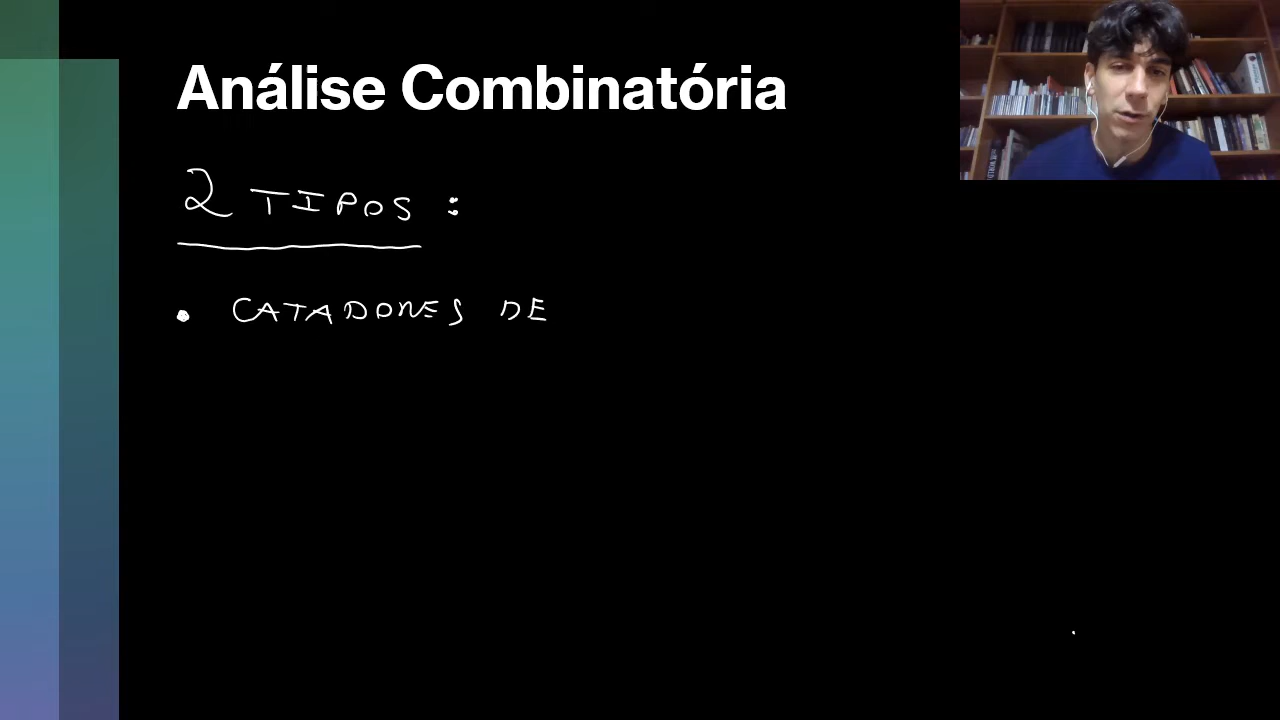 Análise Combinatória
2 TIPOS :
• CATADORES DE